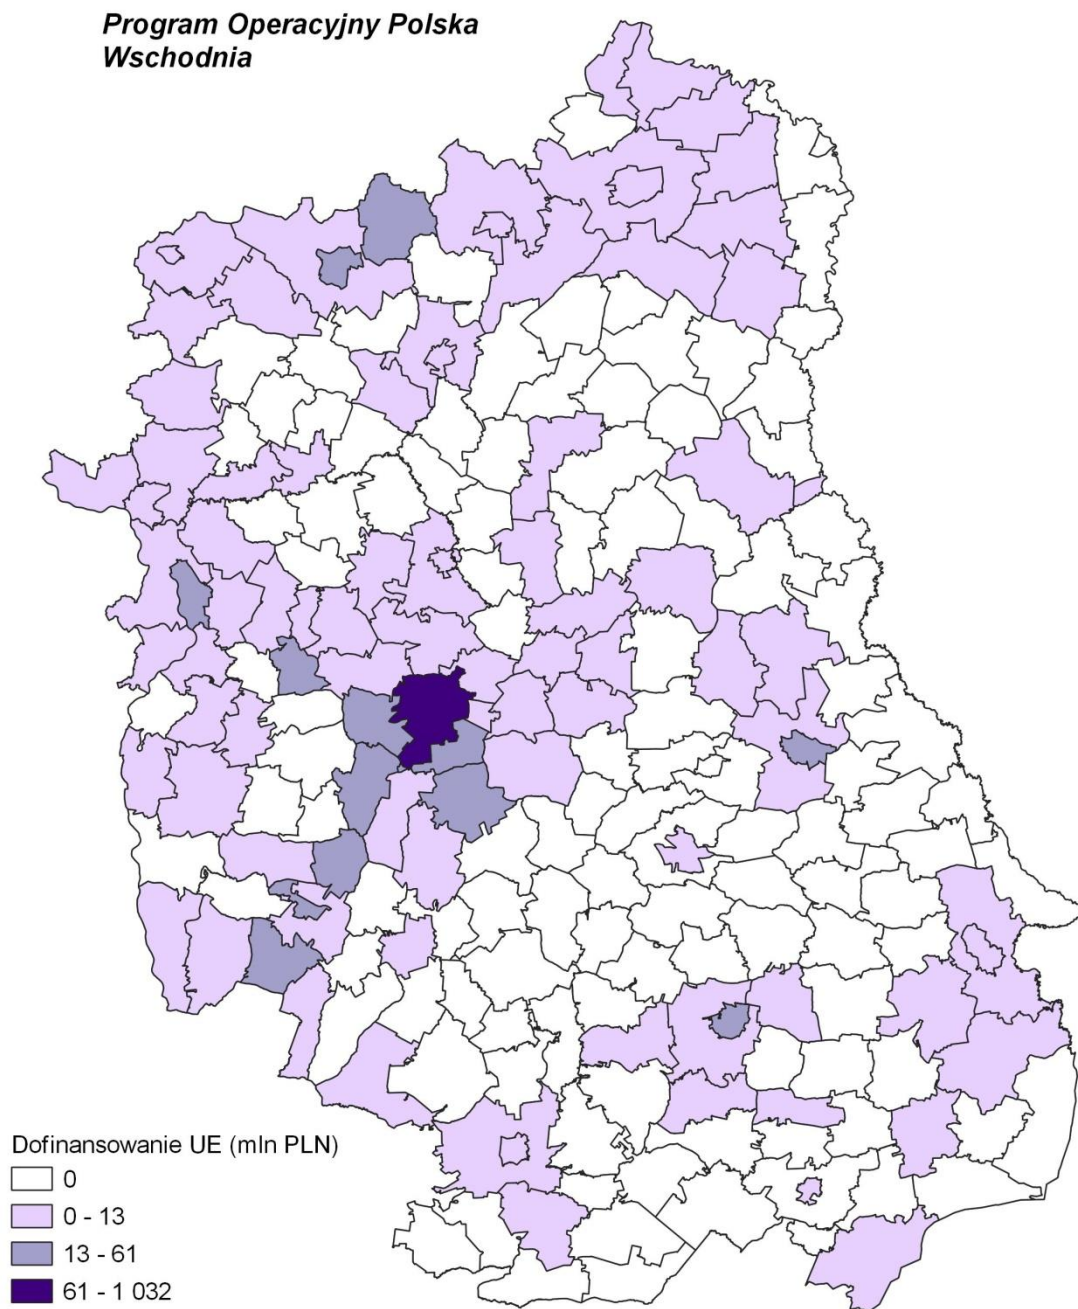 Program Operacyjny Polska
Wschodnia
Dofinansowanie UE (mln PLN)
0
0 - 13
13 - 61
61 - 1 032